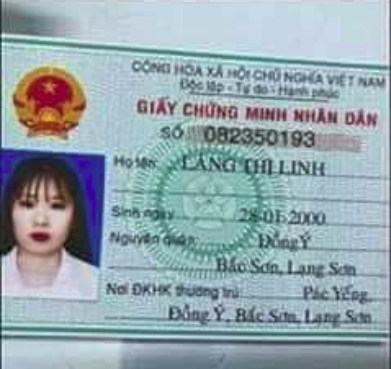 CỘNG HÒA XÃ HỘI CHỦ NGHĨA VIỆT NAM
Độc lập - Tự do - Hạnh phúc
GIẤY CHỨNG MINH NHÂN DÂN
SỐ 082350193
Họ tên LĂNG THỊ LINH
Sinh ngày 28-01-2000
Nguyên quán Đồng Ý
Bắc Sơn, Lạng Sơn
Nơi ĐKHK thường trú Pác Yếng
Đồng Ý, Bắc Sơn, Lạng Sơn